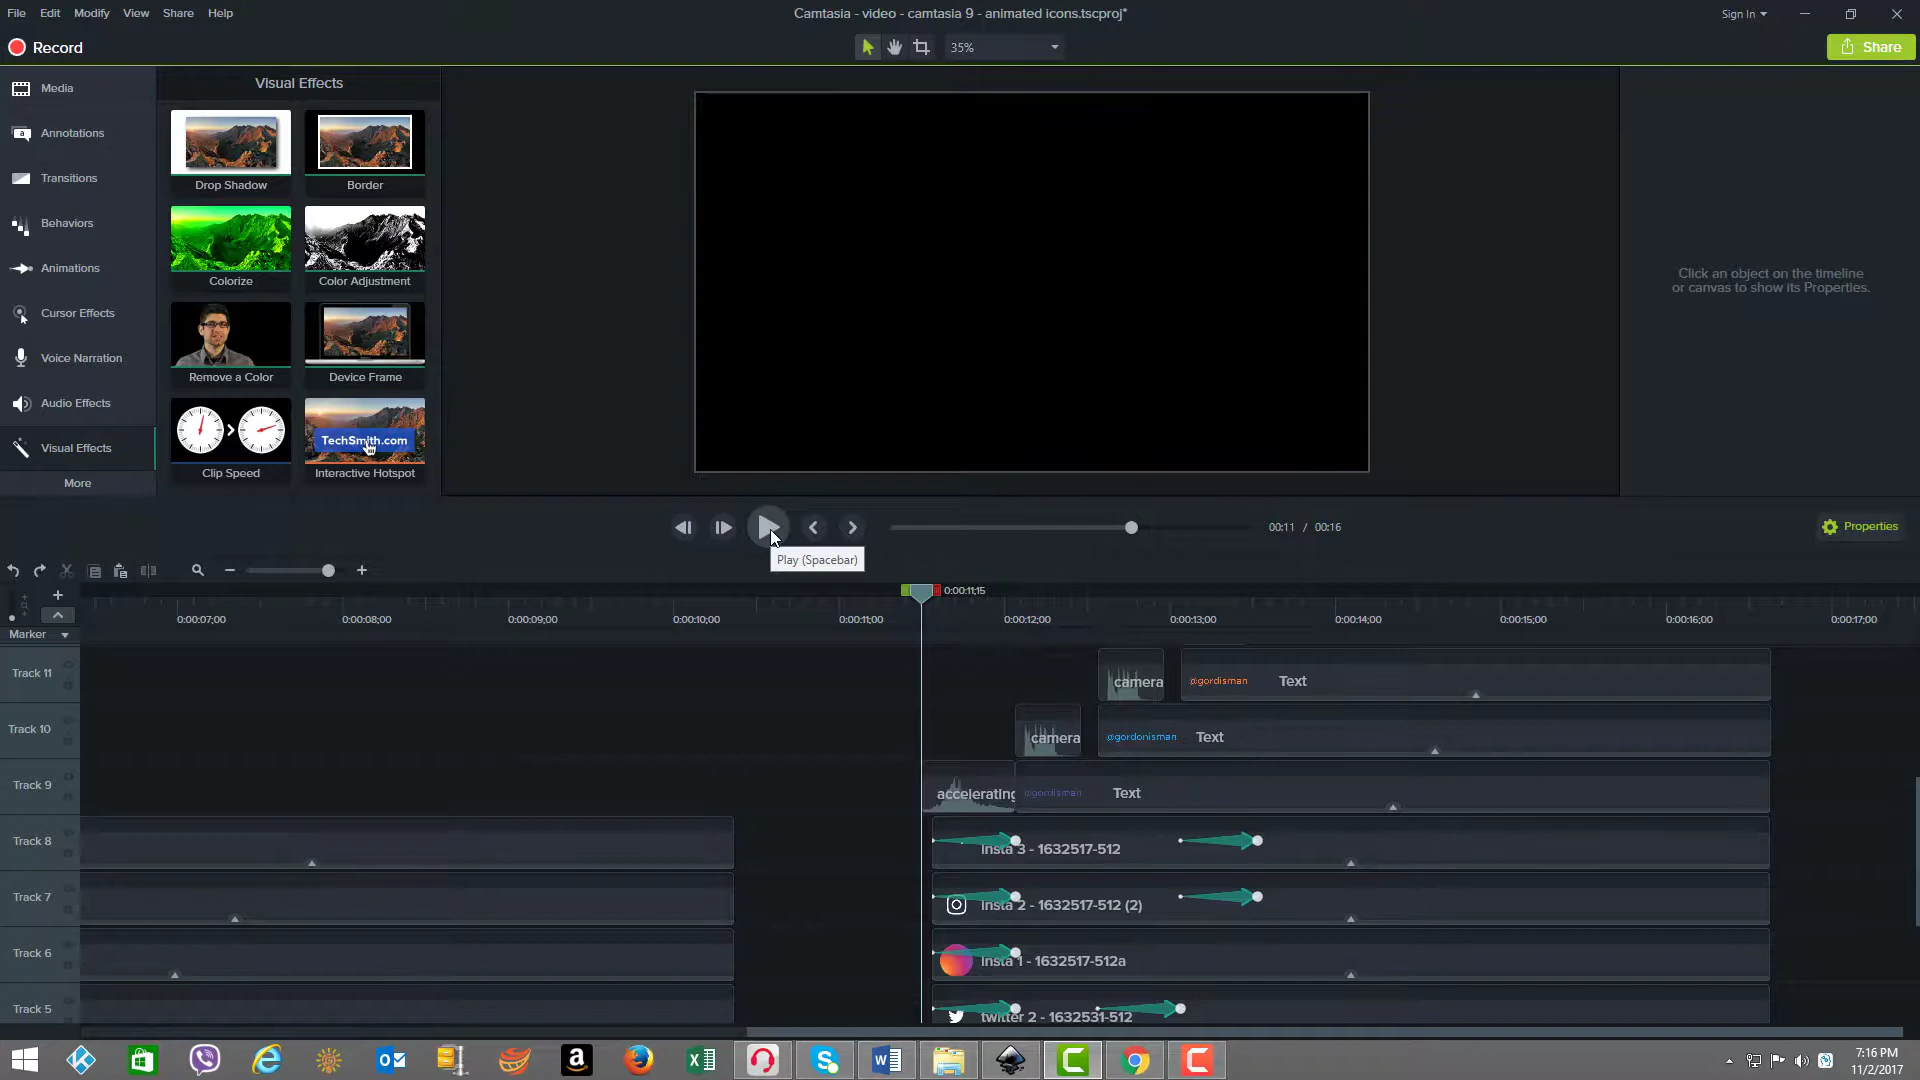 File Edit Modify View Share Help
Camtasia - video - camtasia 9 - animated icons.tscproj*
Sign In
Record
35%
Share
Media
Annotations
Transitions
Behaviors
Animations
Cursor Effects
Voice Narration
Audio Effects
Visual Effects
More
Visual Effects
Drop Shadow Border
Colorize Color Adjustment
Remove a Color Device Frame
TechSmith.com
Clip Speed Interactive Hotspot
Click an object on the timeline
or canvas to show its Properties.
00:11 / 00:16
Properties
Play (Spacebar)
0:00:11;15
0:00:07;00 0:00:08;00 0:00:09;00 0:00:10;00 0:00:11;00 0:00:12;00 0:00:13;00 0:00:14;00 0:00:15;00 0:00:16;00 0:00:17;00
Marker
Track 11 camera @gordisman Text
Track 10 camera @gordonisman Text
Track 9 accelerating @gordisman Text
Track 8 insta 3 - 1632517-512
Track 7 insta 2 - 1632517-512 (2)
Track 6 insta 1 - 1632517-512a
Track 5 twitter 2 - 1632531-512
7:16 PM
11/2/2017